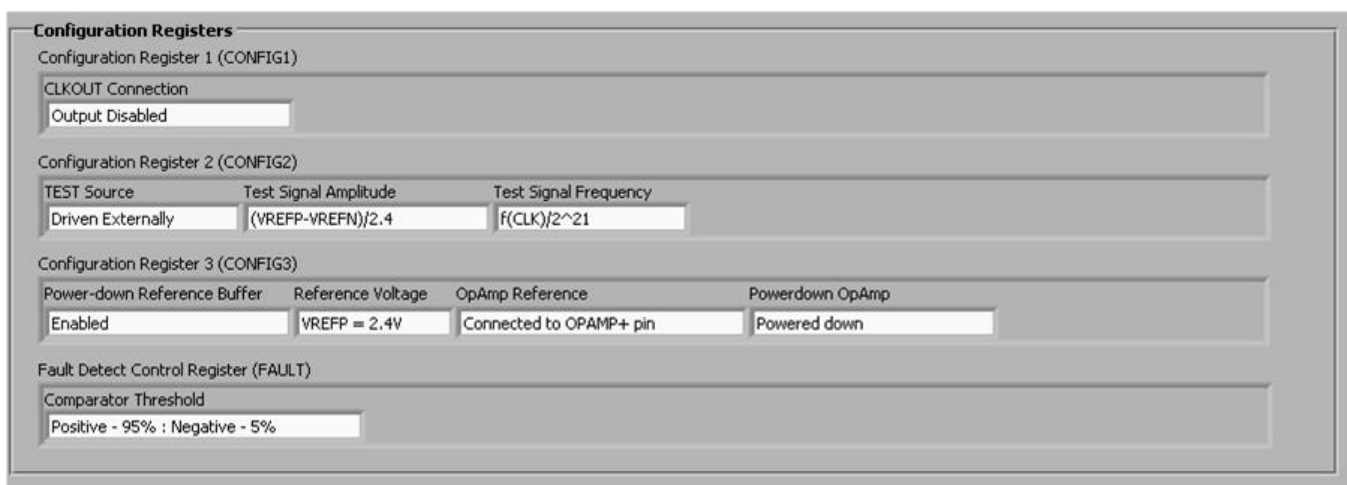 Configuration Registers
Configuration Register 1 (CONFIG1)
CLKOUT Connection
Output Disabled
Configuration Register 2 (CONFIG2)
TEST Source Test Signal Amplitude Test Signal Frequency
Driven Externally (VREFP-VREFN)/2.4 f(CLK)/2^21
Configuration Register 3 (CONFIG3)
Power-down Reference Buffer Reference Voltage OpAmp Reference Powerdown OpAmp
Enabled VREFP = 2.4V Connected to OPAMP+ pin Powered down
Fault Detect Control Register (FAULT)
Comparator Threshold
Positive - 95% : Negative - 5%